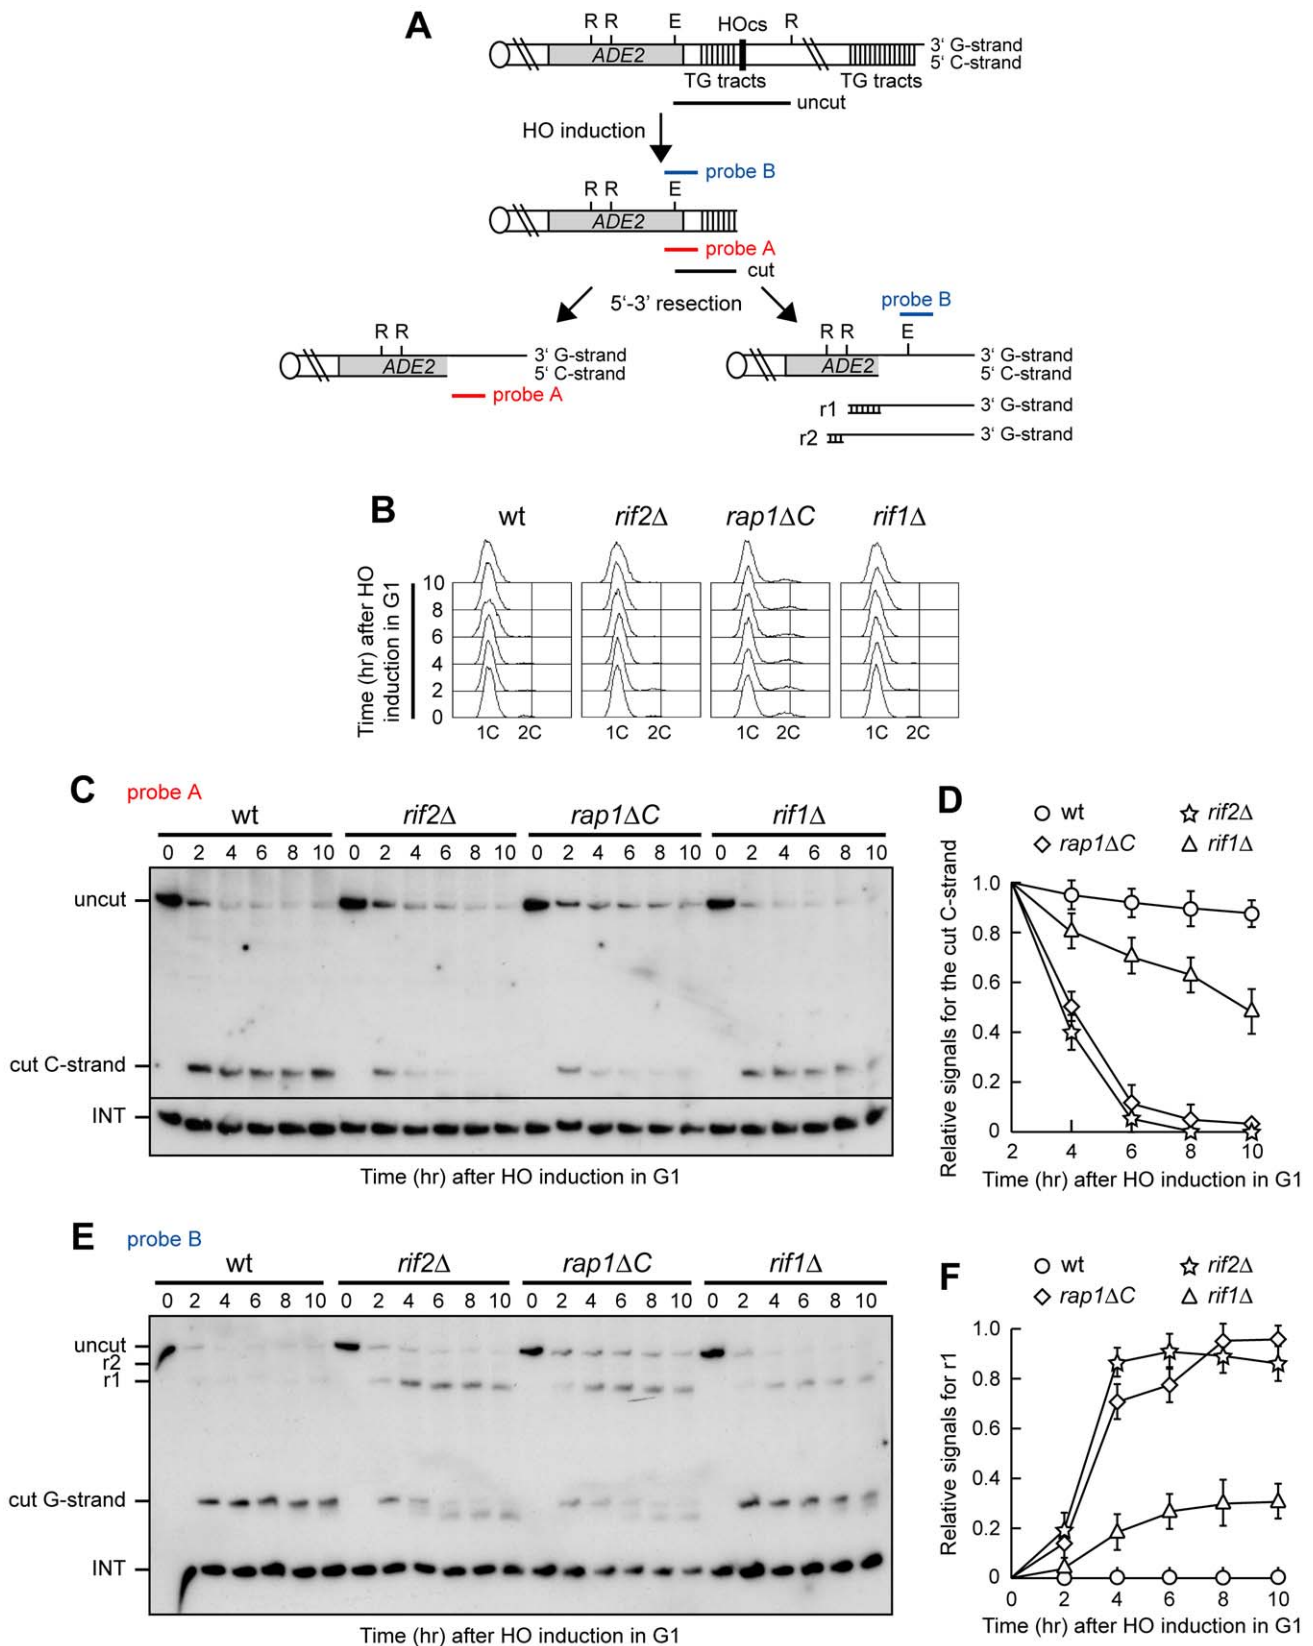 A
R R E HOcs R
ADE2
3‘ G-strand
5‘ C-strand
TG tracts TG tracts
uncut
HO induction
probe B
R R E
ADE2
probe A
cut
5‘-3’ resection
probe B
R R
ADE2
3‘ G-strand
5‘ C-strand
probe A
R R E
ADE2
3‘ G-strand
5‘ C-strand
r1 3‘ G-strand
r2 3‘ G-strand
B
wt rif2Δ rap1ΔC rif1Δ
Time (hr) after HO
induction in G1
10
8
6
4
2
0
1C 2C 1C 2C 1C 2C 1C 2C
C
probe A
wt rif2Δ rap1ΔC rif1Δ
0 2 4 6 8 10 0 2 4 6 8 10 0 2 4 6 8 10 0 2 4 6 8 10
uncut
cut C-strand
INT
Time (hr) after HO induction in G1
D
wt rif2Δ
rap1ΔC rif1Δ
Relative signals for the cut C-strand
1.0
0.8
0.6
0.4
0.2
0
2 4 6 8 10
Time (hr) after HO induction in G1
E
probe B
wt rif2Δ rap1ΔC rif1Δ
0 2 4 6 8 10 0 2 4 6 8 10 0 2 4 6 8 10 0 2 4 6 8 10
uncut
r2
r1
cut G-strand
INT
Time (hr) after HO induction in G1
F
wt rif2Δ
rap1ΔC rif1Δ
Relative signals for r1
1.0
0.8
0.6
0.4
0.2
0
0 2 4 6 8 10
Time (hr) after HO induction in G1